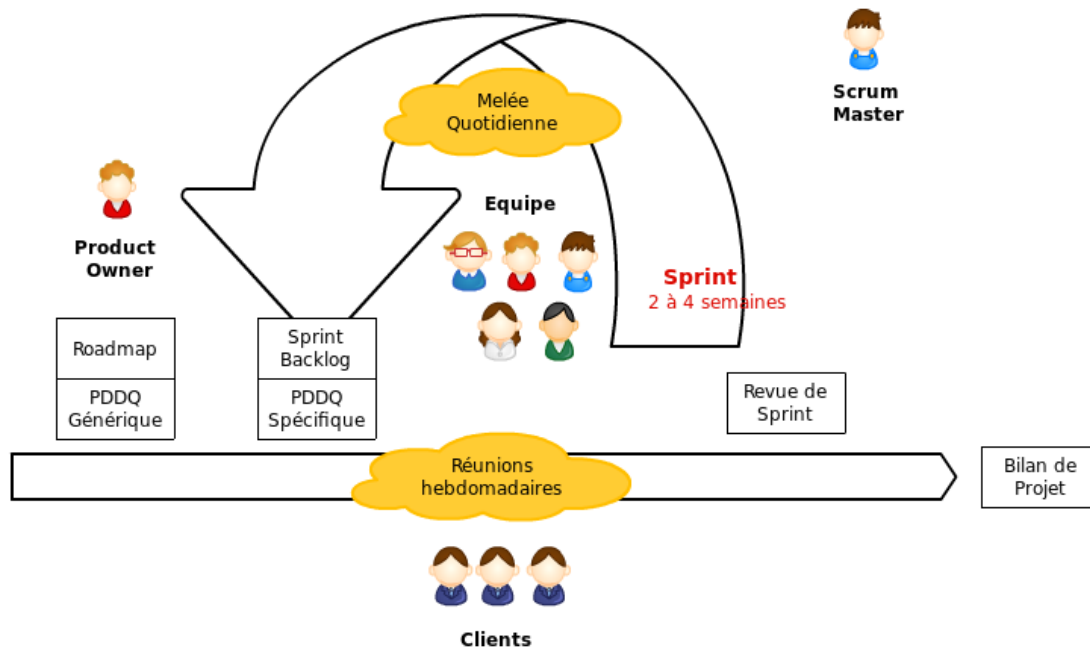 Melée
Quotidienne
Scrum
Master
Equipe
Product
Owner
Sprint
2 à 4 semaines
Roadmap
PDDQ
Générique
Sprint
Backlog
PDDQ
Spécifique
Revue de
Sprint
Réunions
hebdomadaires
Bilan de
Projet
Clients